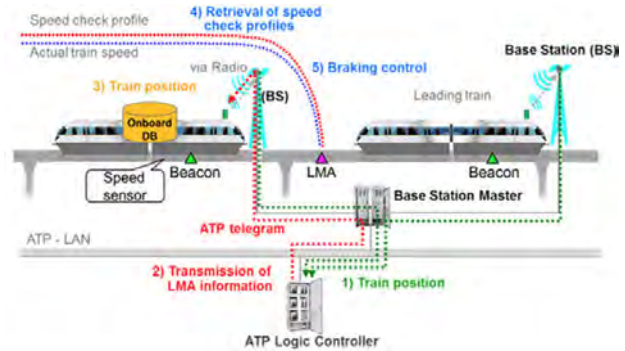 Speed check profile
Actual train speed
4) Retrieval of speed
check profiles
Base Station (BS)
via Radio
3) Train position
(BS)
5) Braking control
Leading train
Onboard
DB
Speed
sensor
Beacon
LMA
Beacon
Base Station Master
ATP telegram
ATP - LAN
2) Transmission of
LMA information
1) Train position
ATP Logic Controller